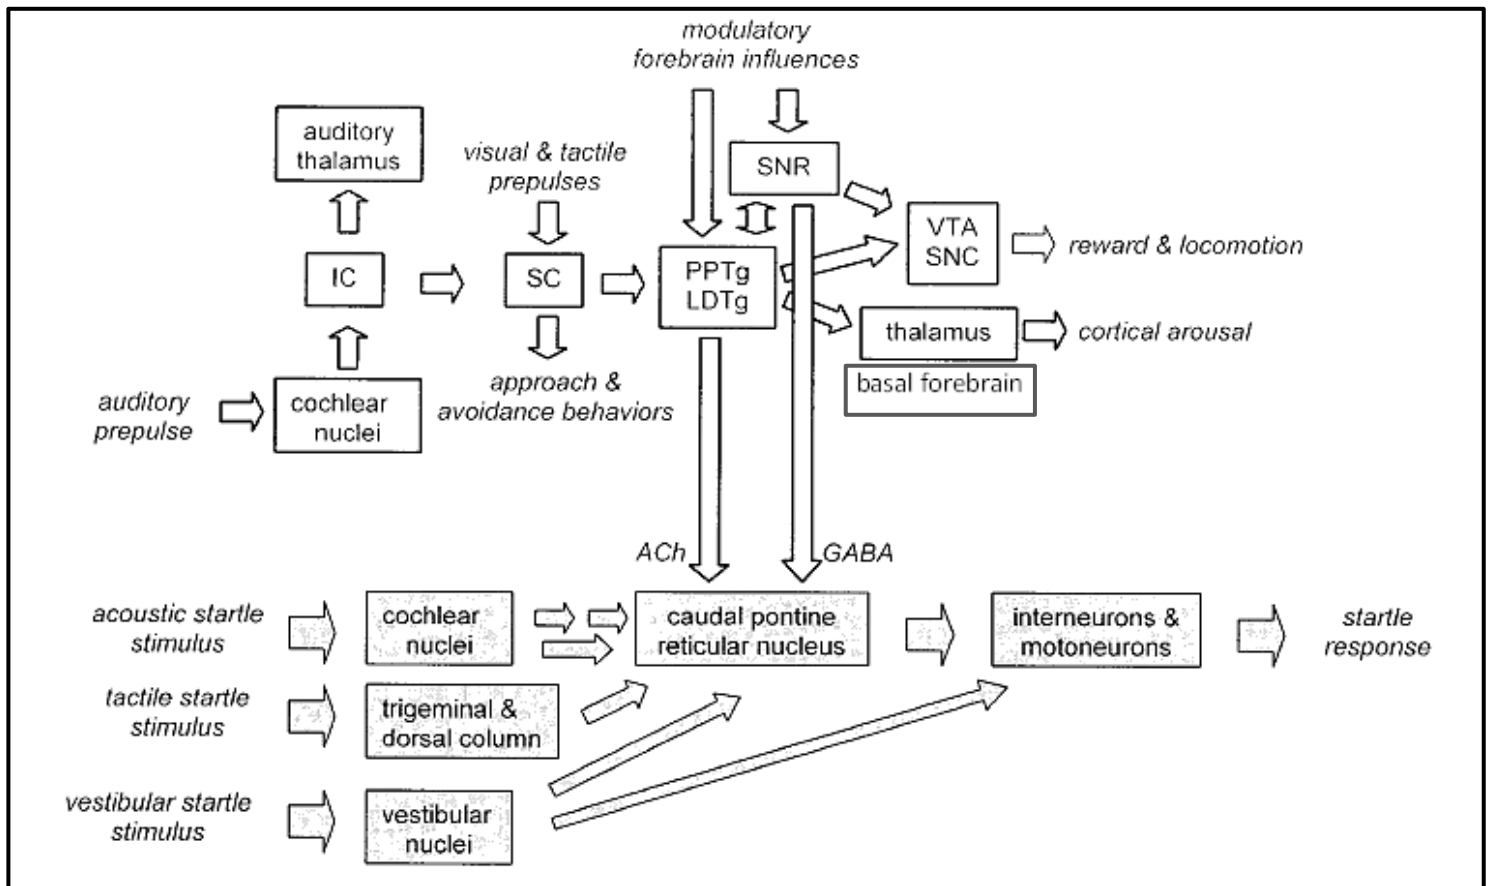 modulatory
forebrain influences
auditory
thalamus
visual & tactile
prepulses
SNR
VTA
SNC
reward & locomotion
IC
SC
PPTg
LDTg
thalamus
cortical arousal
basal forebrain
approach &
avoidance behaviors
auditory
prepulse
cochlear
nuclei
ACh
GABA
acoustic startle
stimulus
cochlear
nuclei
caudal pontine
reticular nucleus
interneurons &
motoneurons
startle
response
tactile startle
stimulus
trigeminal &
dorsal column
vestibular startle
stimulus
vestibular
nuclei